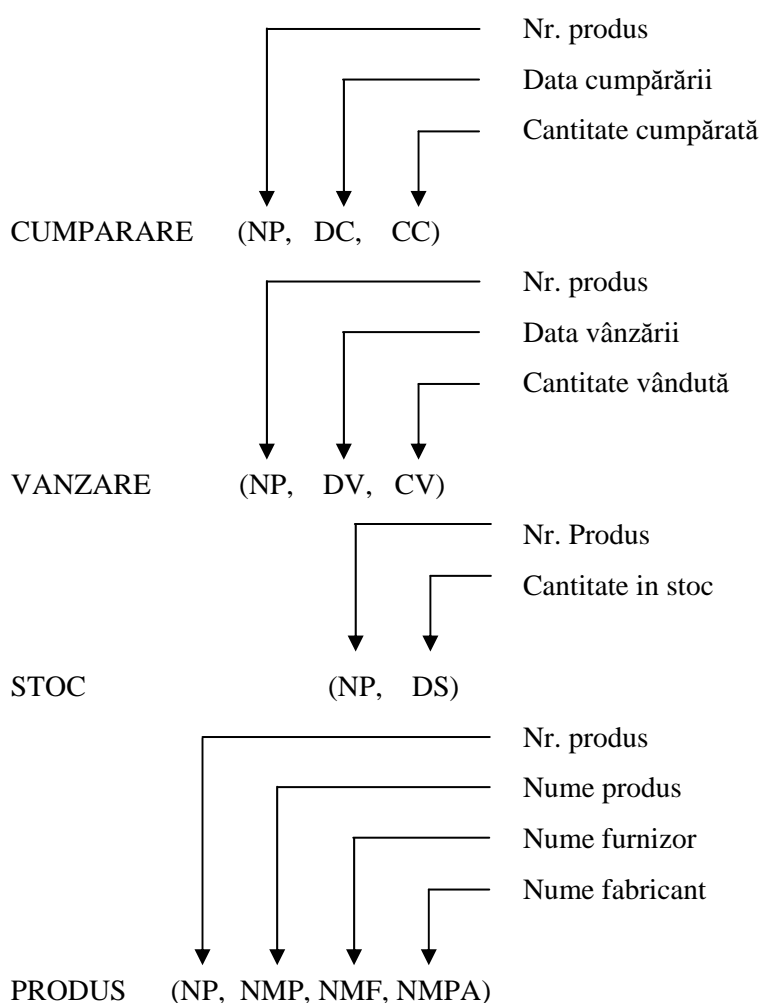 Nr. produs
Data cumpărării
Cantitate cumpărată
CUMPARARE (NP, DC, CC)
Nr. produs
Data vânzării
Cantitate vândută
VANZARE (NP, DV, CV)
Nr. Produs
Cantitate in stoc
STOC (NP, DS)
Nr. produs
Nume produs
Nume furnizor
Nume fabricant
PRODUS (NP, NMP, NMF, NMPA)